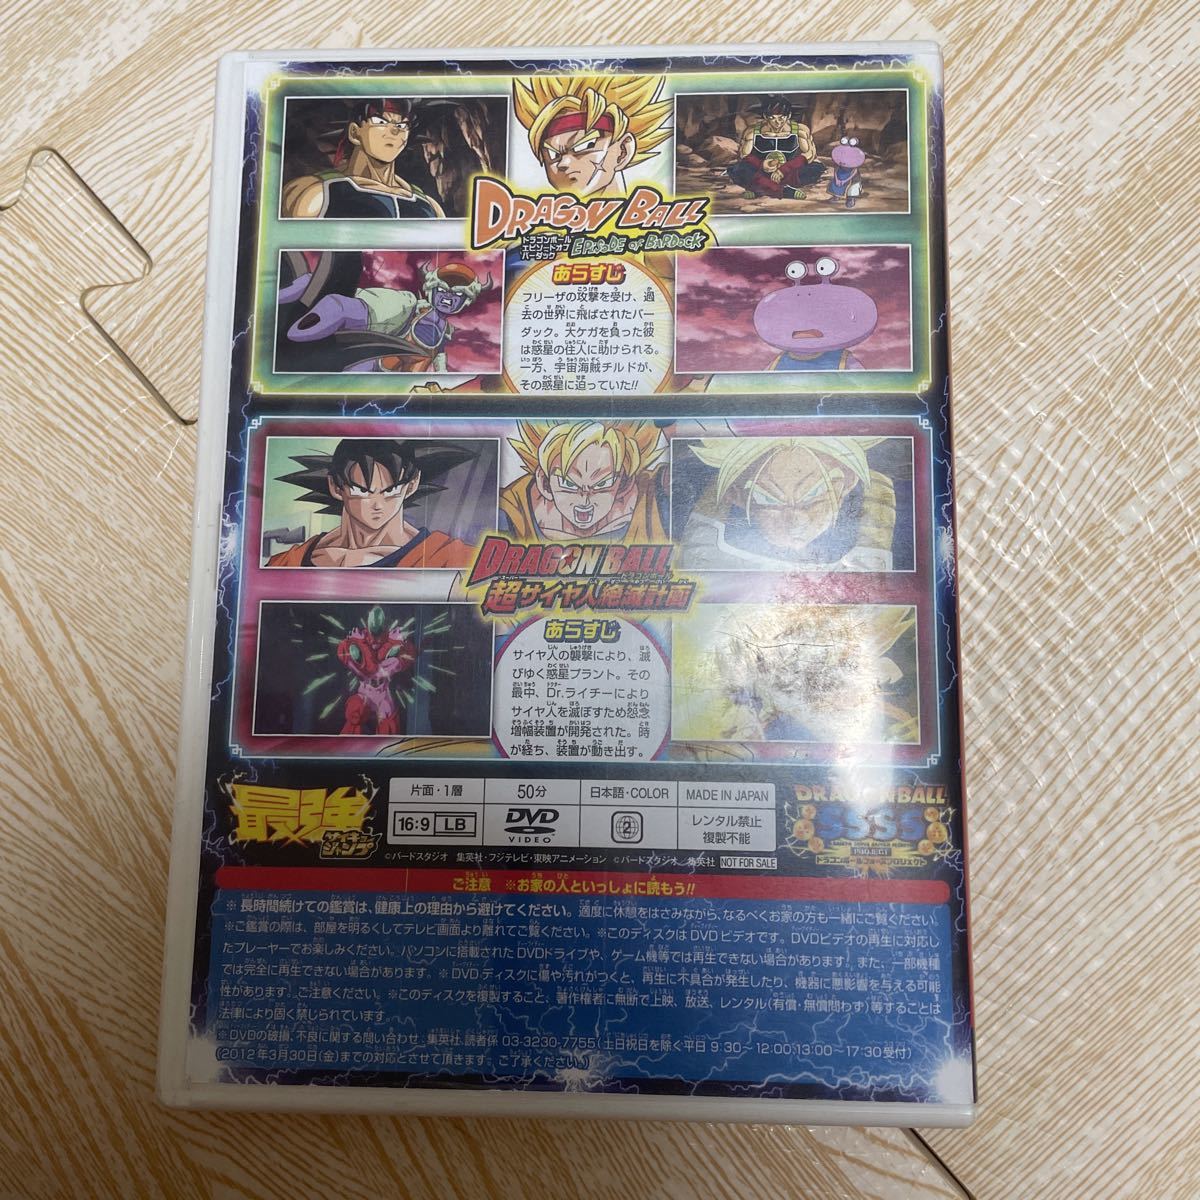 DRAGON BALL
ドラゴンボール
エピソードオブ
バーダック
EPISODE OF BARDOCK
あらすじ
フリーザの攻撃を受け、過
去の世界に飛ばされたバー
ダック。大ケガを負った彼
は惑星の住人に助けられる。
一方、宇宙海賊チルドが、
その惑星に迫っていた!!
DRAGON BALL
ドラゴンボール
超サイヤ人絶滅計画
あらすじ
サイヤ人の襲撃により、滅
びゆく惑星プラント。その
最中、Dr.ライチーにより
サイヤ人を滅ぼすため怨念
増幅装置が開発された。時
が経ち、装置が動き出す。
最強
ジャンプ
片面・1層
50分
日本語・COLOR
MADE IN JAPAN
16:9 LB
DVD
VIDEO
2
レンタル禁止
複製不能
DRAGONBALL
SSSS
PROJECT
ドラゴンボールフォーズプロジェクト
©バードスタジオ 集英社・フジテレビ・東映アニメーション ©バードスタジオ／集英社 NOT FOR SALE
ご注意 ※お家の人といっしょに読もう!!
※長時間続けての鑑賞は、健康上の理由から避けてください。適度に休憩をはさみながら、なるべくお家の方も一緒にご覧ください。
※ご鑑賞の際は、部屋を明るくしてテレビ画面より離れてご覧ください。※このディスクはDVDビデオです。DVDビデオの再生に対応し
たプレーヤーでお楽しみください。パソコンに搭載されたDVDドライブや、ゲーム機等では再生できない場合があります。また、一部機種
では完全に再生できない場合があります。※DVDディスクに傷や汚れがつくと、再生に不具合が発生したり、機器に悪影響を与える可能
性があります。ご注意ください。※このディスクを複製すること、著作権者に無断で上映、放送、レンタル(有償・無償問わず)等することは
法律により固く禁じられています。
※DVDの破損、不良に関する問い合わせ:集英社 読者係 03-3230-7755(土日祝日を除く平日 9:30〜12:00、13:00〜17:30受付)
(2012年3月30日(金)までの対応とさせて頂きます。ご了承ください。)